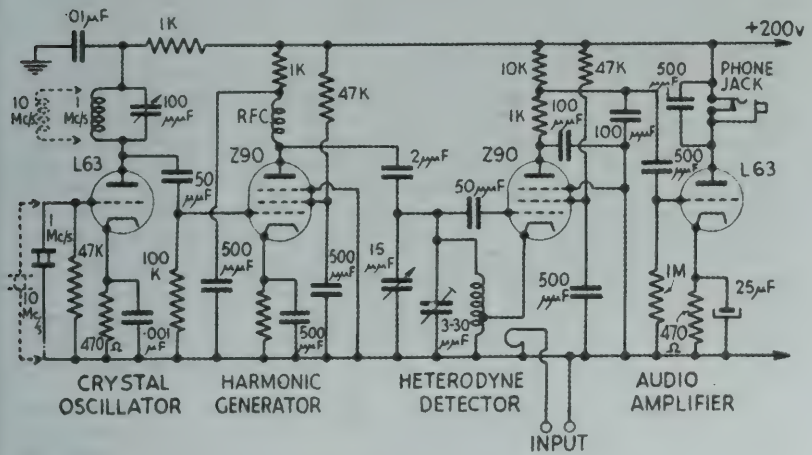 .01µF
1K
+200v
10 Mc/s
1 Mc/s
100 µµF
1K
RFC
47K
10K
1K
47K
100 µµF
100 µµF
500 µµF
PHONE JACK
L63
50 µµF
Z90
2µµF
50µµF
Z90
500 µµF
L63
1 Mc/s
10 Mc/s
47K
100 K
500 µµF
500 µµF
15 µµF
3-30 µµF
500 µµF
1M
25µF
470 Ω
.001 µF
500 µµF
470 Ω
CRYSTAL OSCILLATOR
HARMONIC GENERATOR
HETERODYNE DETECTOR
AUDIO AMPLIFIER
INPUT